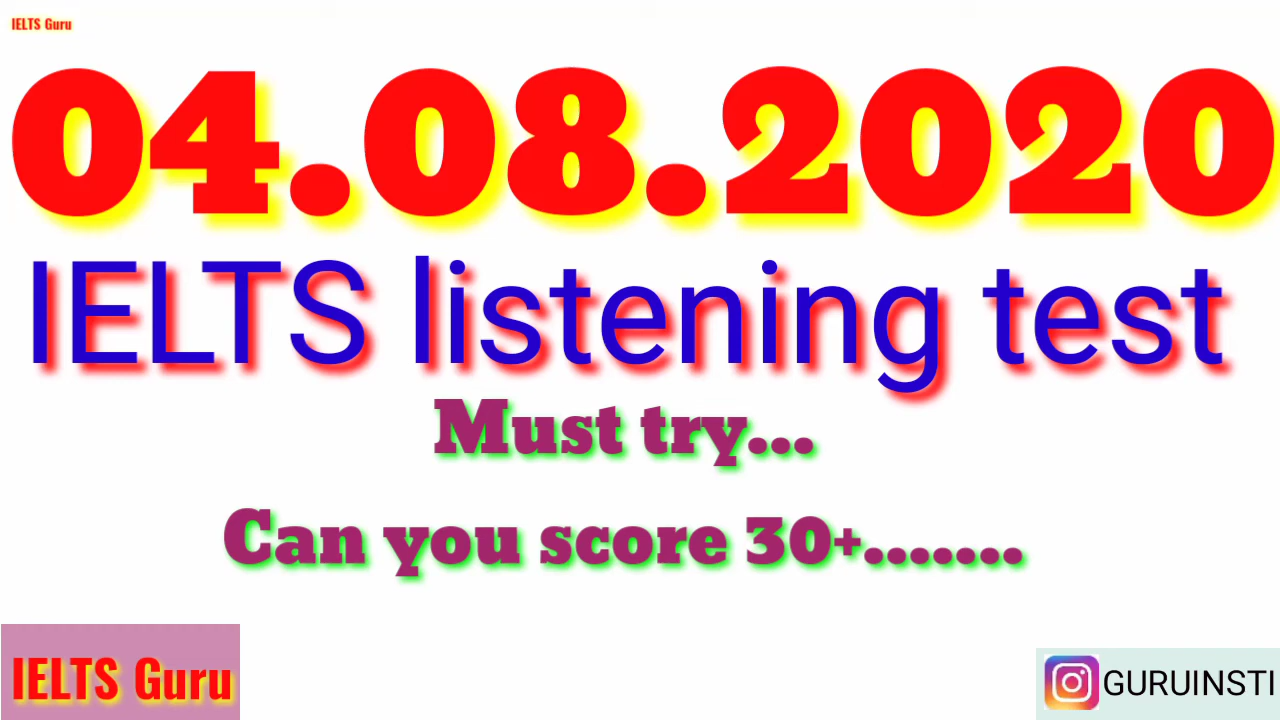 IELTS Guru
04.08.2020
IELTS listening test
Must try...
Can you score 30+.......
IELTS Guru
GURUINSTI